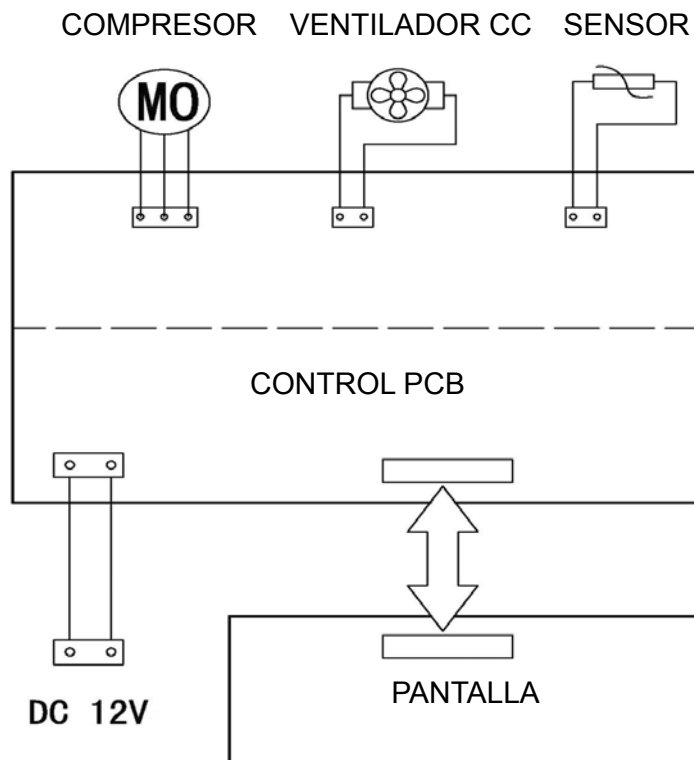 COMPRESOR VENTILADOR CC SENSOR
MO
CONTROL PCB
PANTALLA
DC 12V